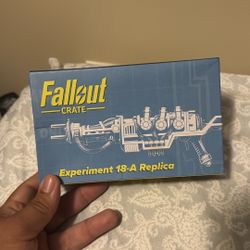 Fallout
CRATE
Experiment 18-A Replica